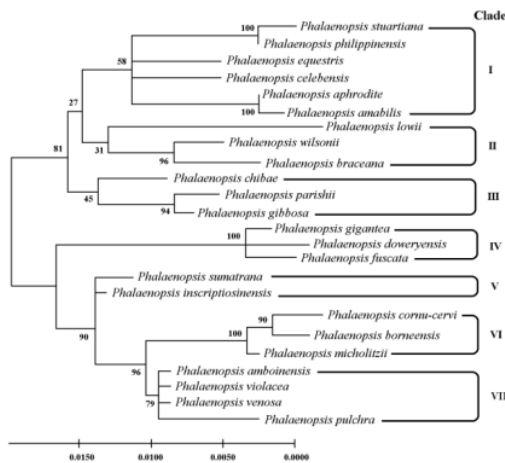 Clade
100
Phalaenopsis stuartiana
Phalaenopsis philippinensis
I
58
Phalaenopsis equestris
Phalaenopsis celebensis
Phalaenopsis aphrodite
100
Phalaenopsis amabilis
27
Phalaenopsis lowii
II
31
Phalaenopsis wilsonii
96
Phalaenopsis braceana
81
Phalaenopsis chibae
III
45
Phalaenopsis parishii
94
Phalaenopsis gibbosa
Phalaenopsis gigantea
IV
100
Phalaenopsis doweryensis
Phalaenopsis fuscata
Phalaenopsis sumatrana
V
Phalaenopsis inscriptiosinensis
90
Phalaenopsis cornu-cervi
90
VI
100
Phalaenopsis borneensis
Phalaenopsis micholitzii
96
Phalaenopsis amboinensis
Phalaenopsis violacea
VII
79
Phalaenopsis venosa
Phalaenopsis pulchra
0.0150 0.0100 0.0050 0.0000